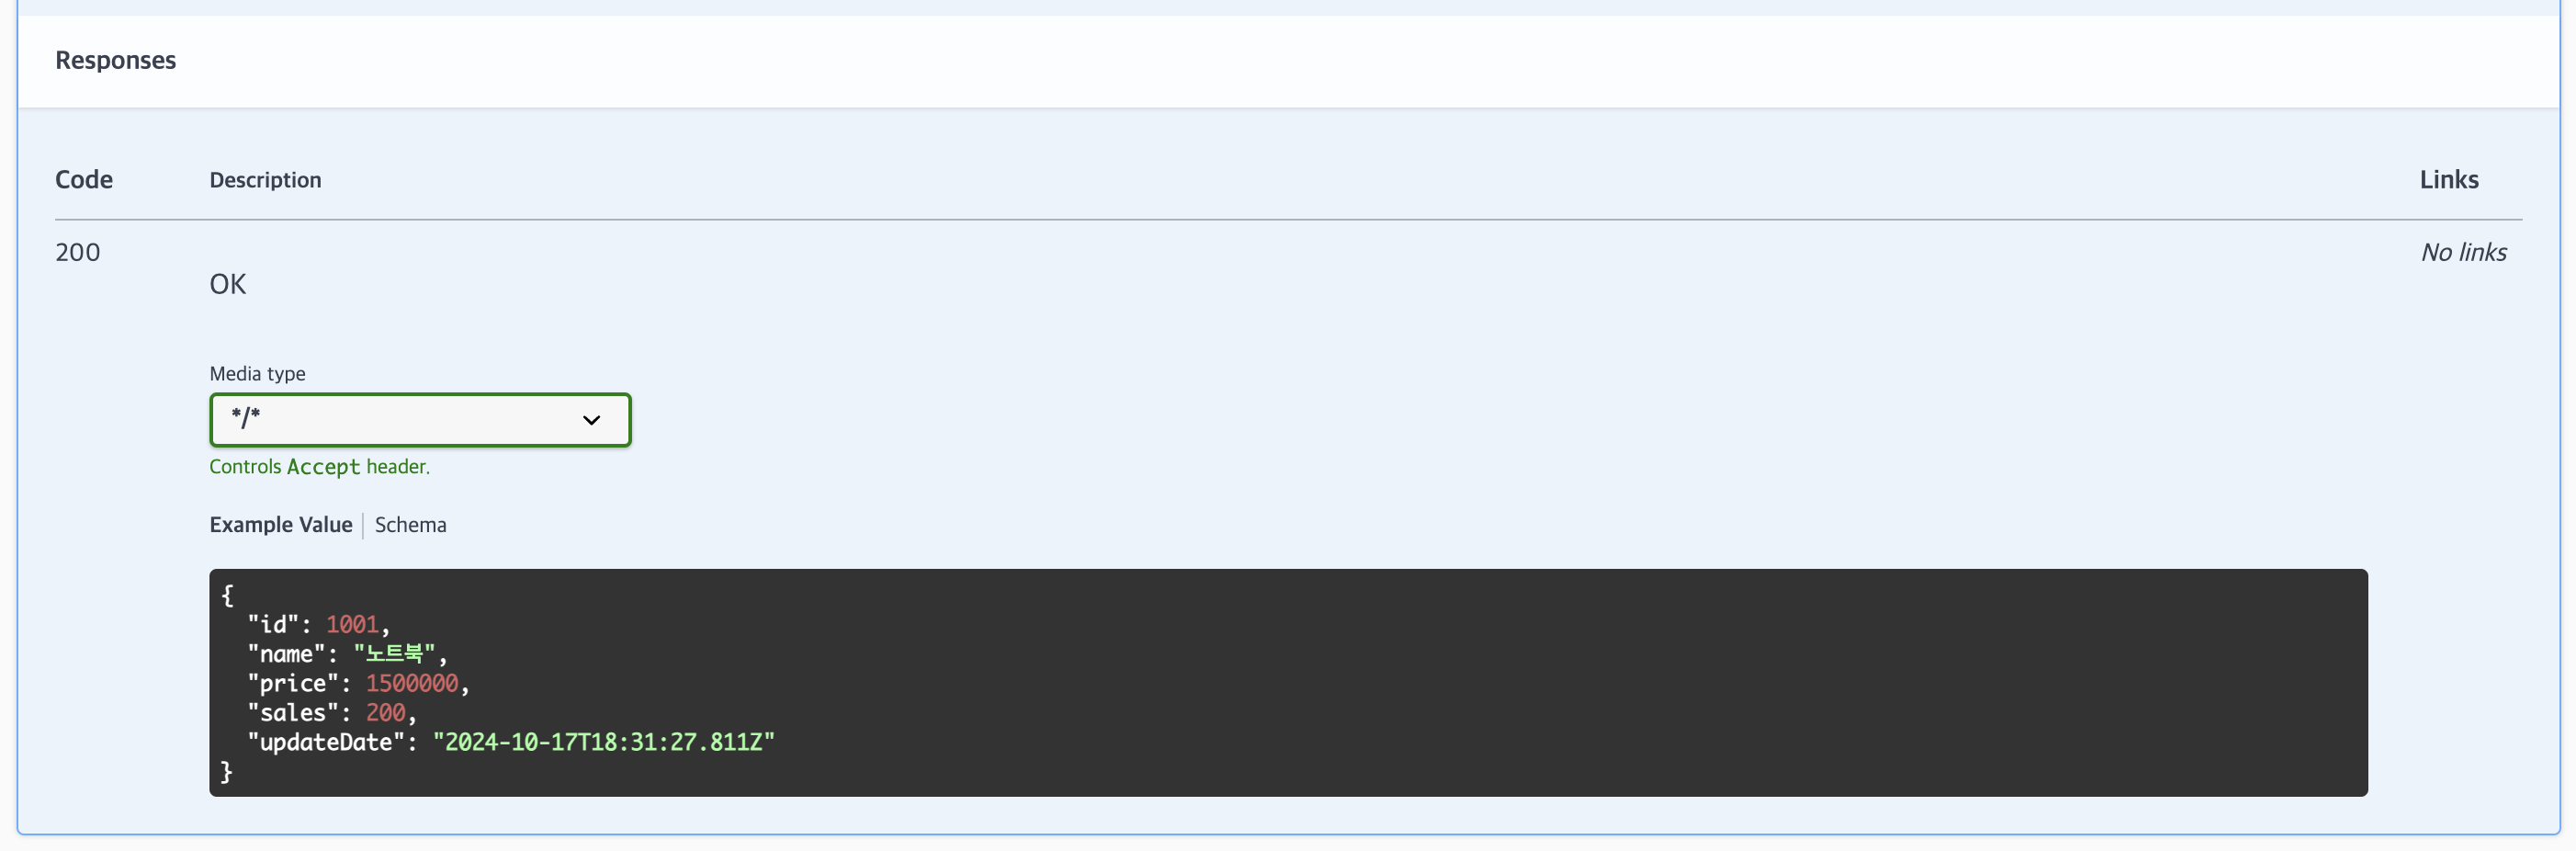 Responses
Code Description Links
200 No links
OK
Media type
*/*
Controls Accept header.
Example Value Schema
{
"id": 1001,
"name": "노트북",
"price": 1500000,
"sales": 200,
"updateDate": "2024-10-17T18:31:27.811Z"
}